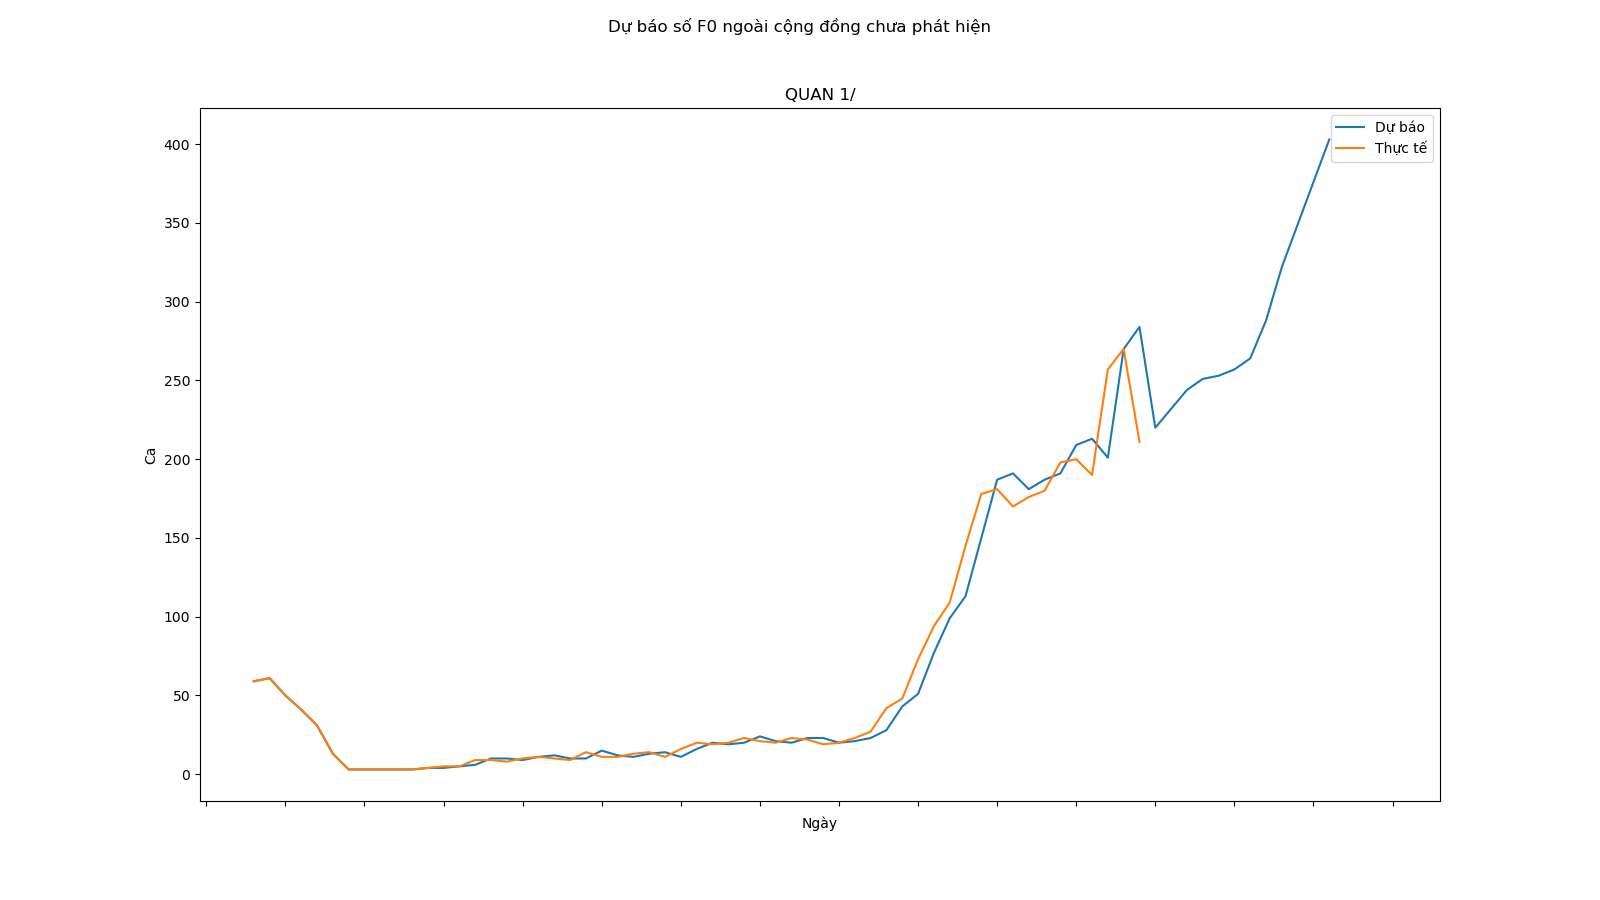 Dự báo số F0 ngoài cộng đồng chưa phát hiện
QUAN 1/
Dự báo
Thực tế
400
350
300
250
200
150
100
50
0
Ca
Ngày